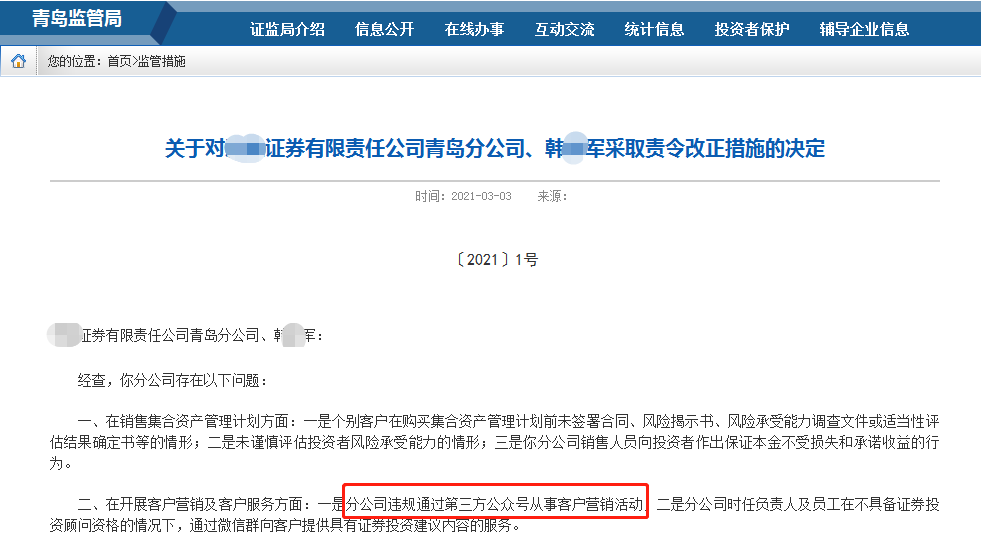 青岛监管局
证监局介绍 信息公开 在线办事 互动交流 统计信息 投资者保护 辅导企业信息
您的位置：首页>监管措施
关于对证券有限责任公司青岛分公司、韩军采取责令改正措施的决定
时间：2021-03-03 来源：
〔2021〕1号
证券有限责任公司青岛分公司、韩军：
经查，你分公司存在以下问题：
一、在销售集合资产管理计划方面：一是个别客户在购买集合资产管理计划前未签署合同、风险揭示书、风险承受能力调查文件或适当性评
估结果确定书等的情形；二是未谨慎评估投资者风险承受能力的情形；三是你分公司销售人员向投资者作出保证本金不受损失和承诺收益的行
为。
二、在开展客户营销及客户服务方面：一是分公司违规通过第三方公众号从事客户营销活动，二是分公司时任负责人及员工在不具备证券投
资顾问资格的情况下，通过微信群向客户提供具有证券投资建议内容的服务。